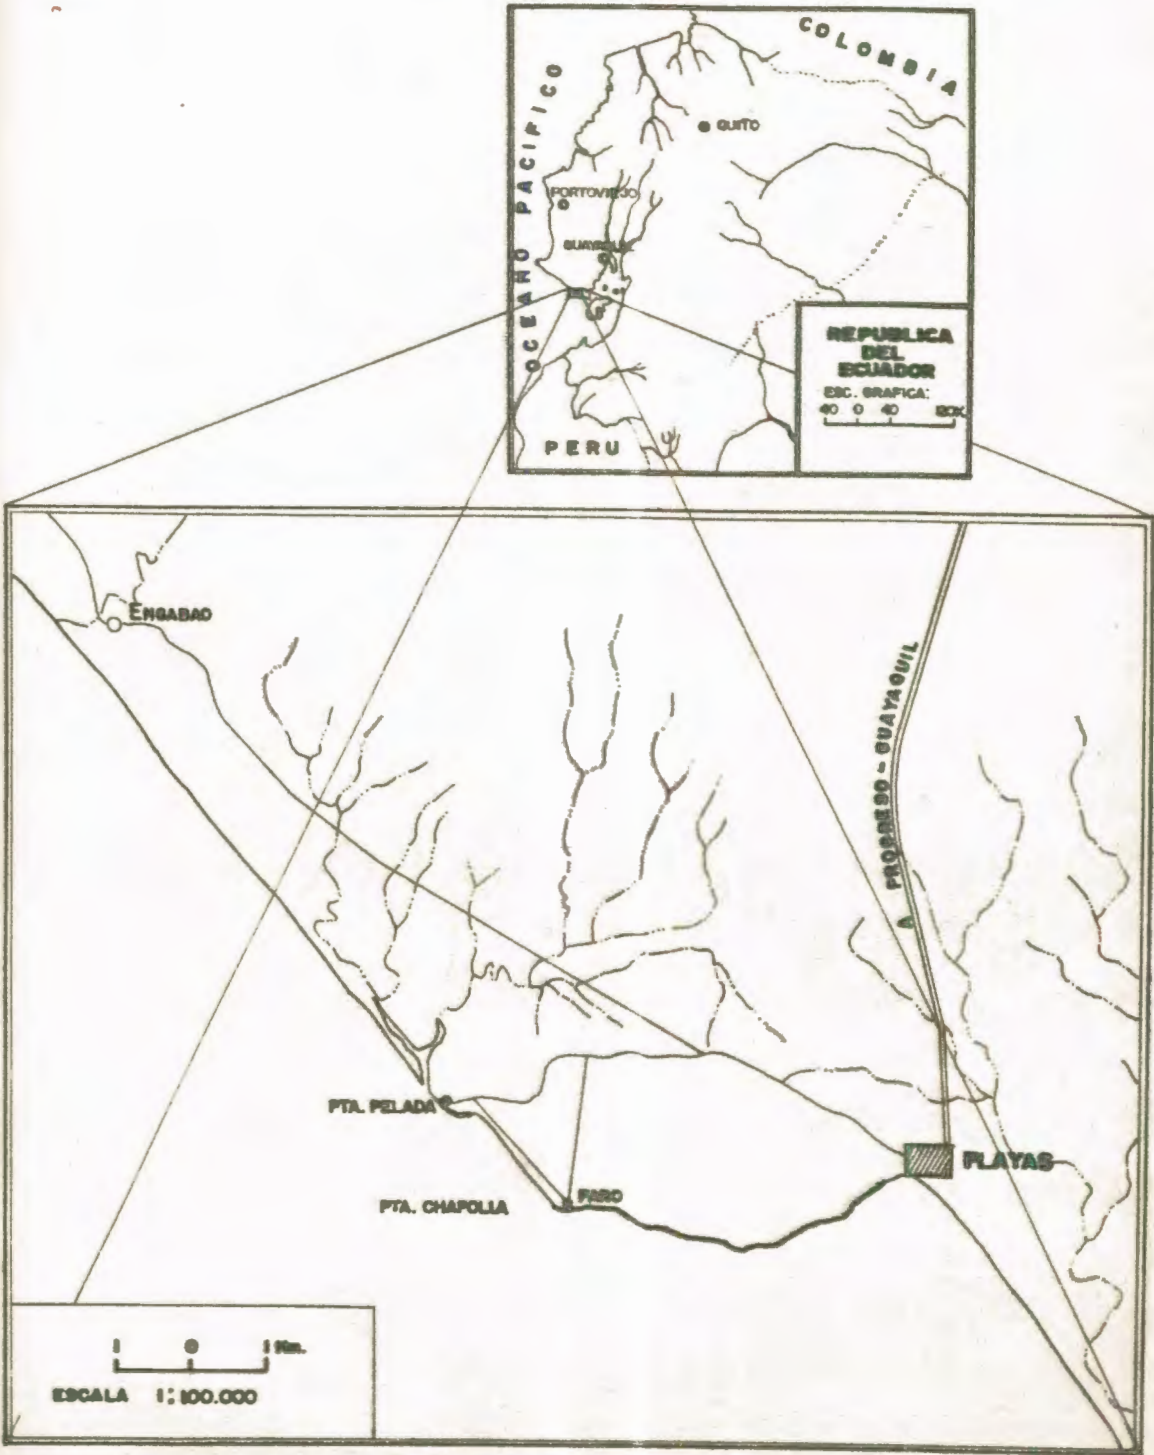 COLOMBIA
OCEANO PACIFICO
QUITO
PORTOVIEJO
GUAYAQUIL
REPUBLICA
DEL
ECUADOR
ESC. GRAFICA:
40 0 40
PERU
ENGABAO
PROGRESO - GUAYAQUIL
A
PTA. PELADA
PLAYAS
FARO
PTA. CHAPOLLA
1 0 1 Km.
ESCALA 1:100.000